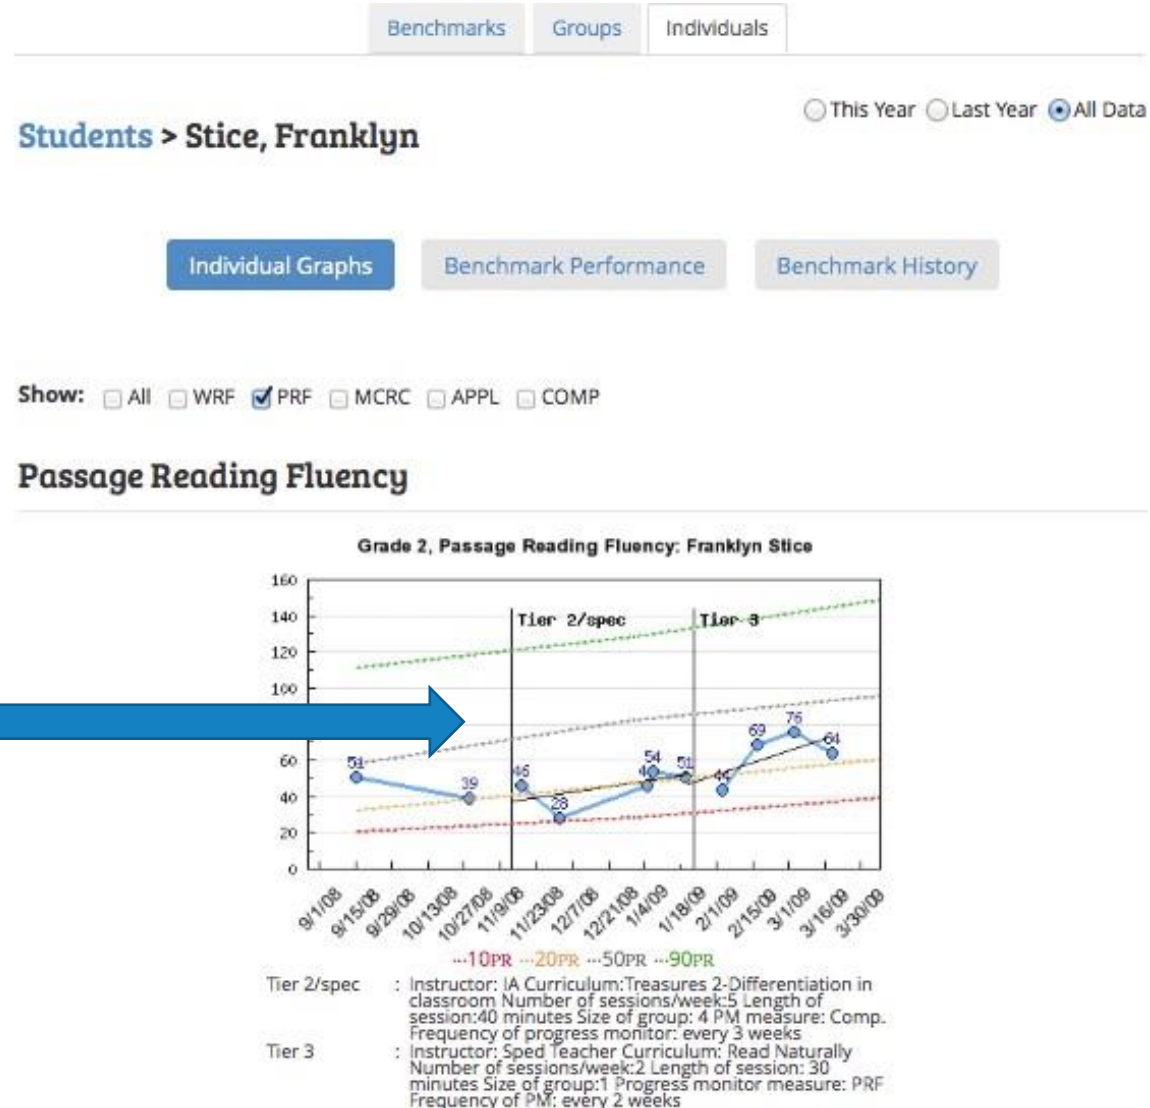 Benchmarks Groups Individuals
This Year Last Year All Data
Students > Stice, Franklyn
Individual Graphs Benchmark Performance Benchmark History
Show: All WRF PRF MCRC APPL COMP
Passage Reading Fluency
Grade 2, Passage Reading Fluency: Franklyn Stice
160
140
Tier 2/spec Tier 3
120
100
60
40
20
0
51 39 46 28 54 51 44 69 76 64
9/1/08 9/15/08 9/29/08 10/13/08 10/27/08 11/9/08 11/23/08 12/7/08 12/21/08 1/4/09 1/18/09 2/1/09 2/15/09 3/1/09 3/16/09 3/30/09
...10PR ...20PR ...50PR ...90PR
Tier 2/spec : Instructor: IA Curriculum:Treasures 2-Differentiation in
classroom Number of sessions/week:5 Length of
session:40 minutes Size of group: 4 PM measure: Comp.
Frequency of progress monitor: every 3 weeks
Tier 3 : Instructor: Sped Teacher Curriculum: Read Naturally
Number of sessions/week:2 Length of session: 30
minutes Size of group:1 Progress monitor measure: PRF
Frequency of PM: every 2 weeks